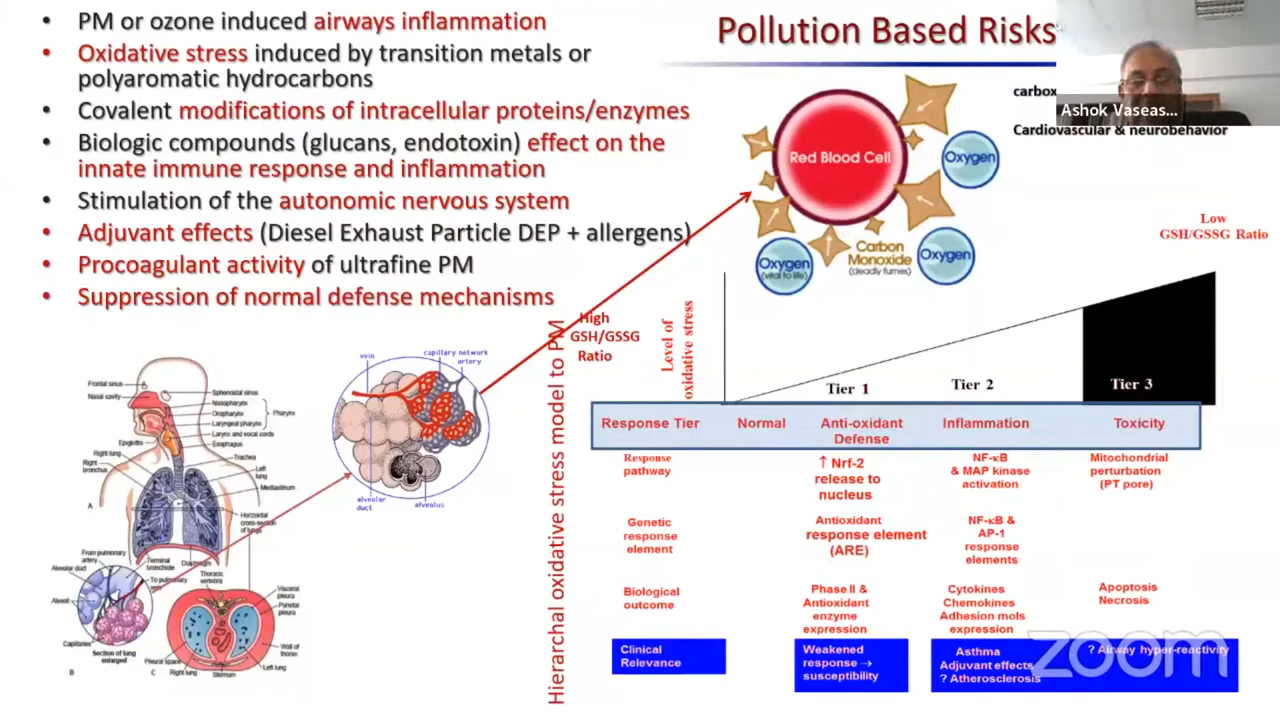 PM or ozone induced airways inflammation
Oxidative stress induced by transition metals or
polyaromatic hydrocarbons
Covalent modifications of intracellular proteins/enzymes
Biologic compounds (glucans, endotoxin) effect on the
innate immune response and inflammation
Stimulation of the autonomic nervous system
Adjuvant effects (Diesel Exhaust Particle DEP + allergens)
Procoagulant activity of ultrafine PM
Suppression of normal defense mechanisms
Pollution Based Risks
carbox
Ashok Vaseas...
Cardiovascular & neurobehavior
Red Blood Cell
Oxygen
Carbon
Monoxide
(deadly fumes)
Oxygen
Oxygen
(vital to life)
Low
GSH/GSSG Ratio
High
GSH/GSSG
Ratio
Level of
oxidative stress
Hierarchal oxidative stress model to PM
Tier 1
Tier 2
Tier 3
Response Tier
Normal
Anti-oxidant
Defense
Inflammation
Toxicity
Response
pathway
↑ Nrf-2
release to
nucleus
NF-κB
& MAP kinase
activation
Mitochondrial
perturbation
(PT pore)
Genetic
response
element
Antioxidant
response element
(ARE)
NF-κB &
AP-1
response
elements
Biological
outcome
Phase II &
Antioxidant
enzyme
expression
Cytokines
Chemokines
Adhesion mols
expression
Apoptosis
Necrosis
Clinical
Relevance
Weakened
response →
susceptibility
Asthma
Adjuvant effects
? Atherosclerosis
? Airway hyper-reactivity
zoom
vein
capillary network
artery
alveolar
duct
alveolus
Frontal sinus
Nasal cavity
Sphenoidal sinus
Nasopharynx
Oropharynx
Laryngeal pharynx
Pharynx
Larynx and vocal cords
Epiglottis
Esophagus
Right lung
Trachea
Right
bronchus
Left
lung
Mediastinum
A
Horizontal
cross-section
of lungs
From pulmonary
artery
Alveolar duct
Terminal
bronchiole
Diaphragm
To pulmonary
vein
Thoracic
vertebra
Alveoli
Visceral
pleura
Parietal
pleura
Capillaries
Section of lung
enlarged
Pleural space
Wall of
thorax
B
C
Right lung
Sternum
Left lung